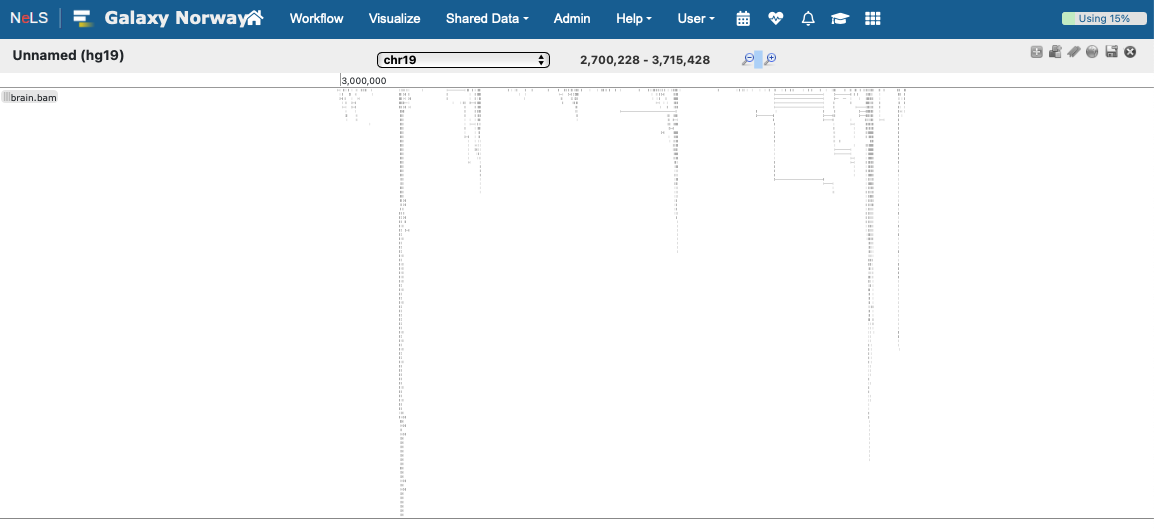 NeLS Galaxy Norway Workflow Visualize Shared Data Admin Help User Using 15%
Unnamed (hg19) chr19 2,700,228 - 3,715,428
3,000,000
brain.bam